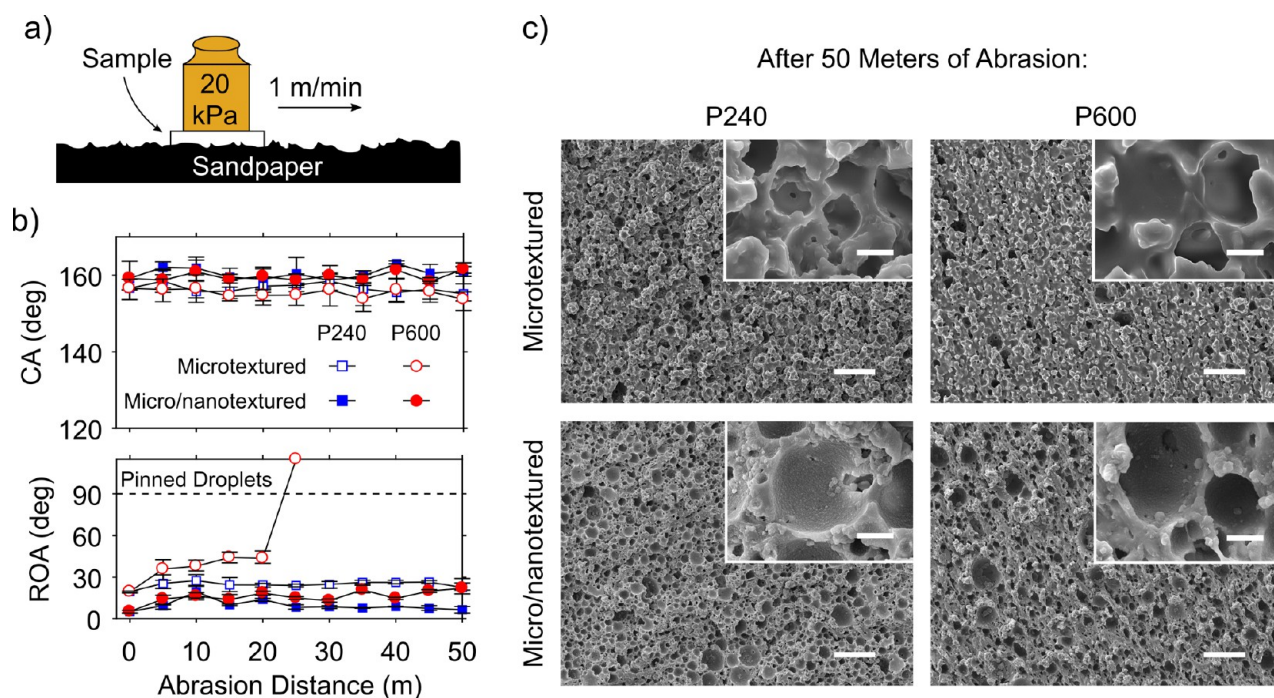 a)
Sample
20
kPa
1 m/min
Sandpaper
b)
160
140
120
CA (deg)
P240 P600
Microtextured
Micro/nanotextured
Pinned Droplets
90
60
30
0
ROA (deg)
0 10 20 30 40 50
Abrasion Distance (m)
c)
After 50 Meters of Abrasion:
P240 P600
Microtextured
Micro/nanotextured